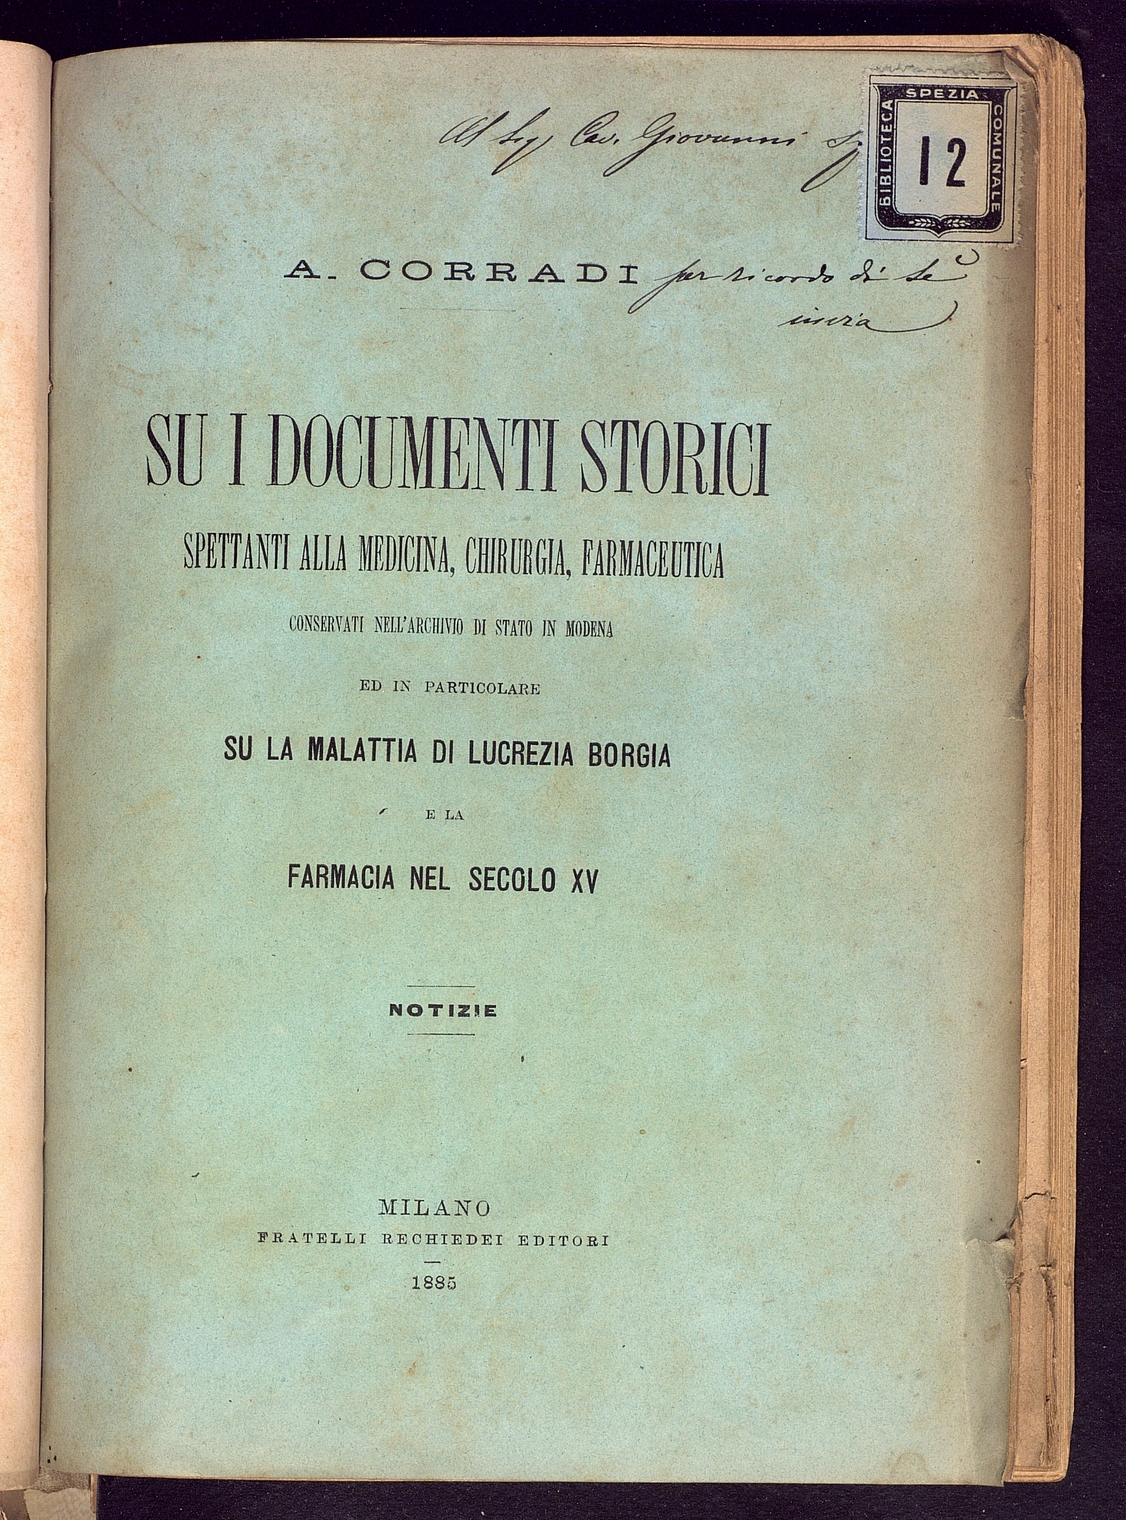 Al Sig Cav. Giovanni
BIBLIOTECA
SPEZIA
COMUNALE
12
A. CORRADI per ricordo di se
invia
SU I DOCUMENTI STORICI
SPETTANTI ALLA MEDICINA, CHIRURGIA, FARMACEUTICA
CONSERVATI NELL'ARCHIVIO DI STATO IN MODENA
ED IN PARTICOLARE
SU LA MALATTIA DI LUCREZIA BORGIA
E LA
FARMACIA NEL SECOLO XV
NOTIZIE
MILANO
FRATELLI RECHIEDEI EDITORI
1885